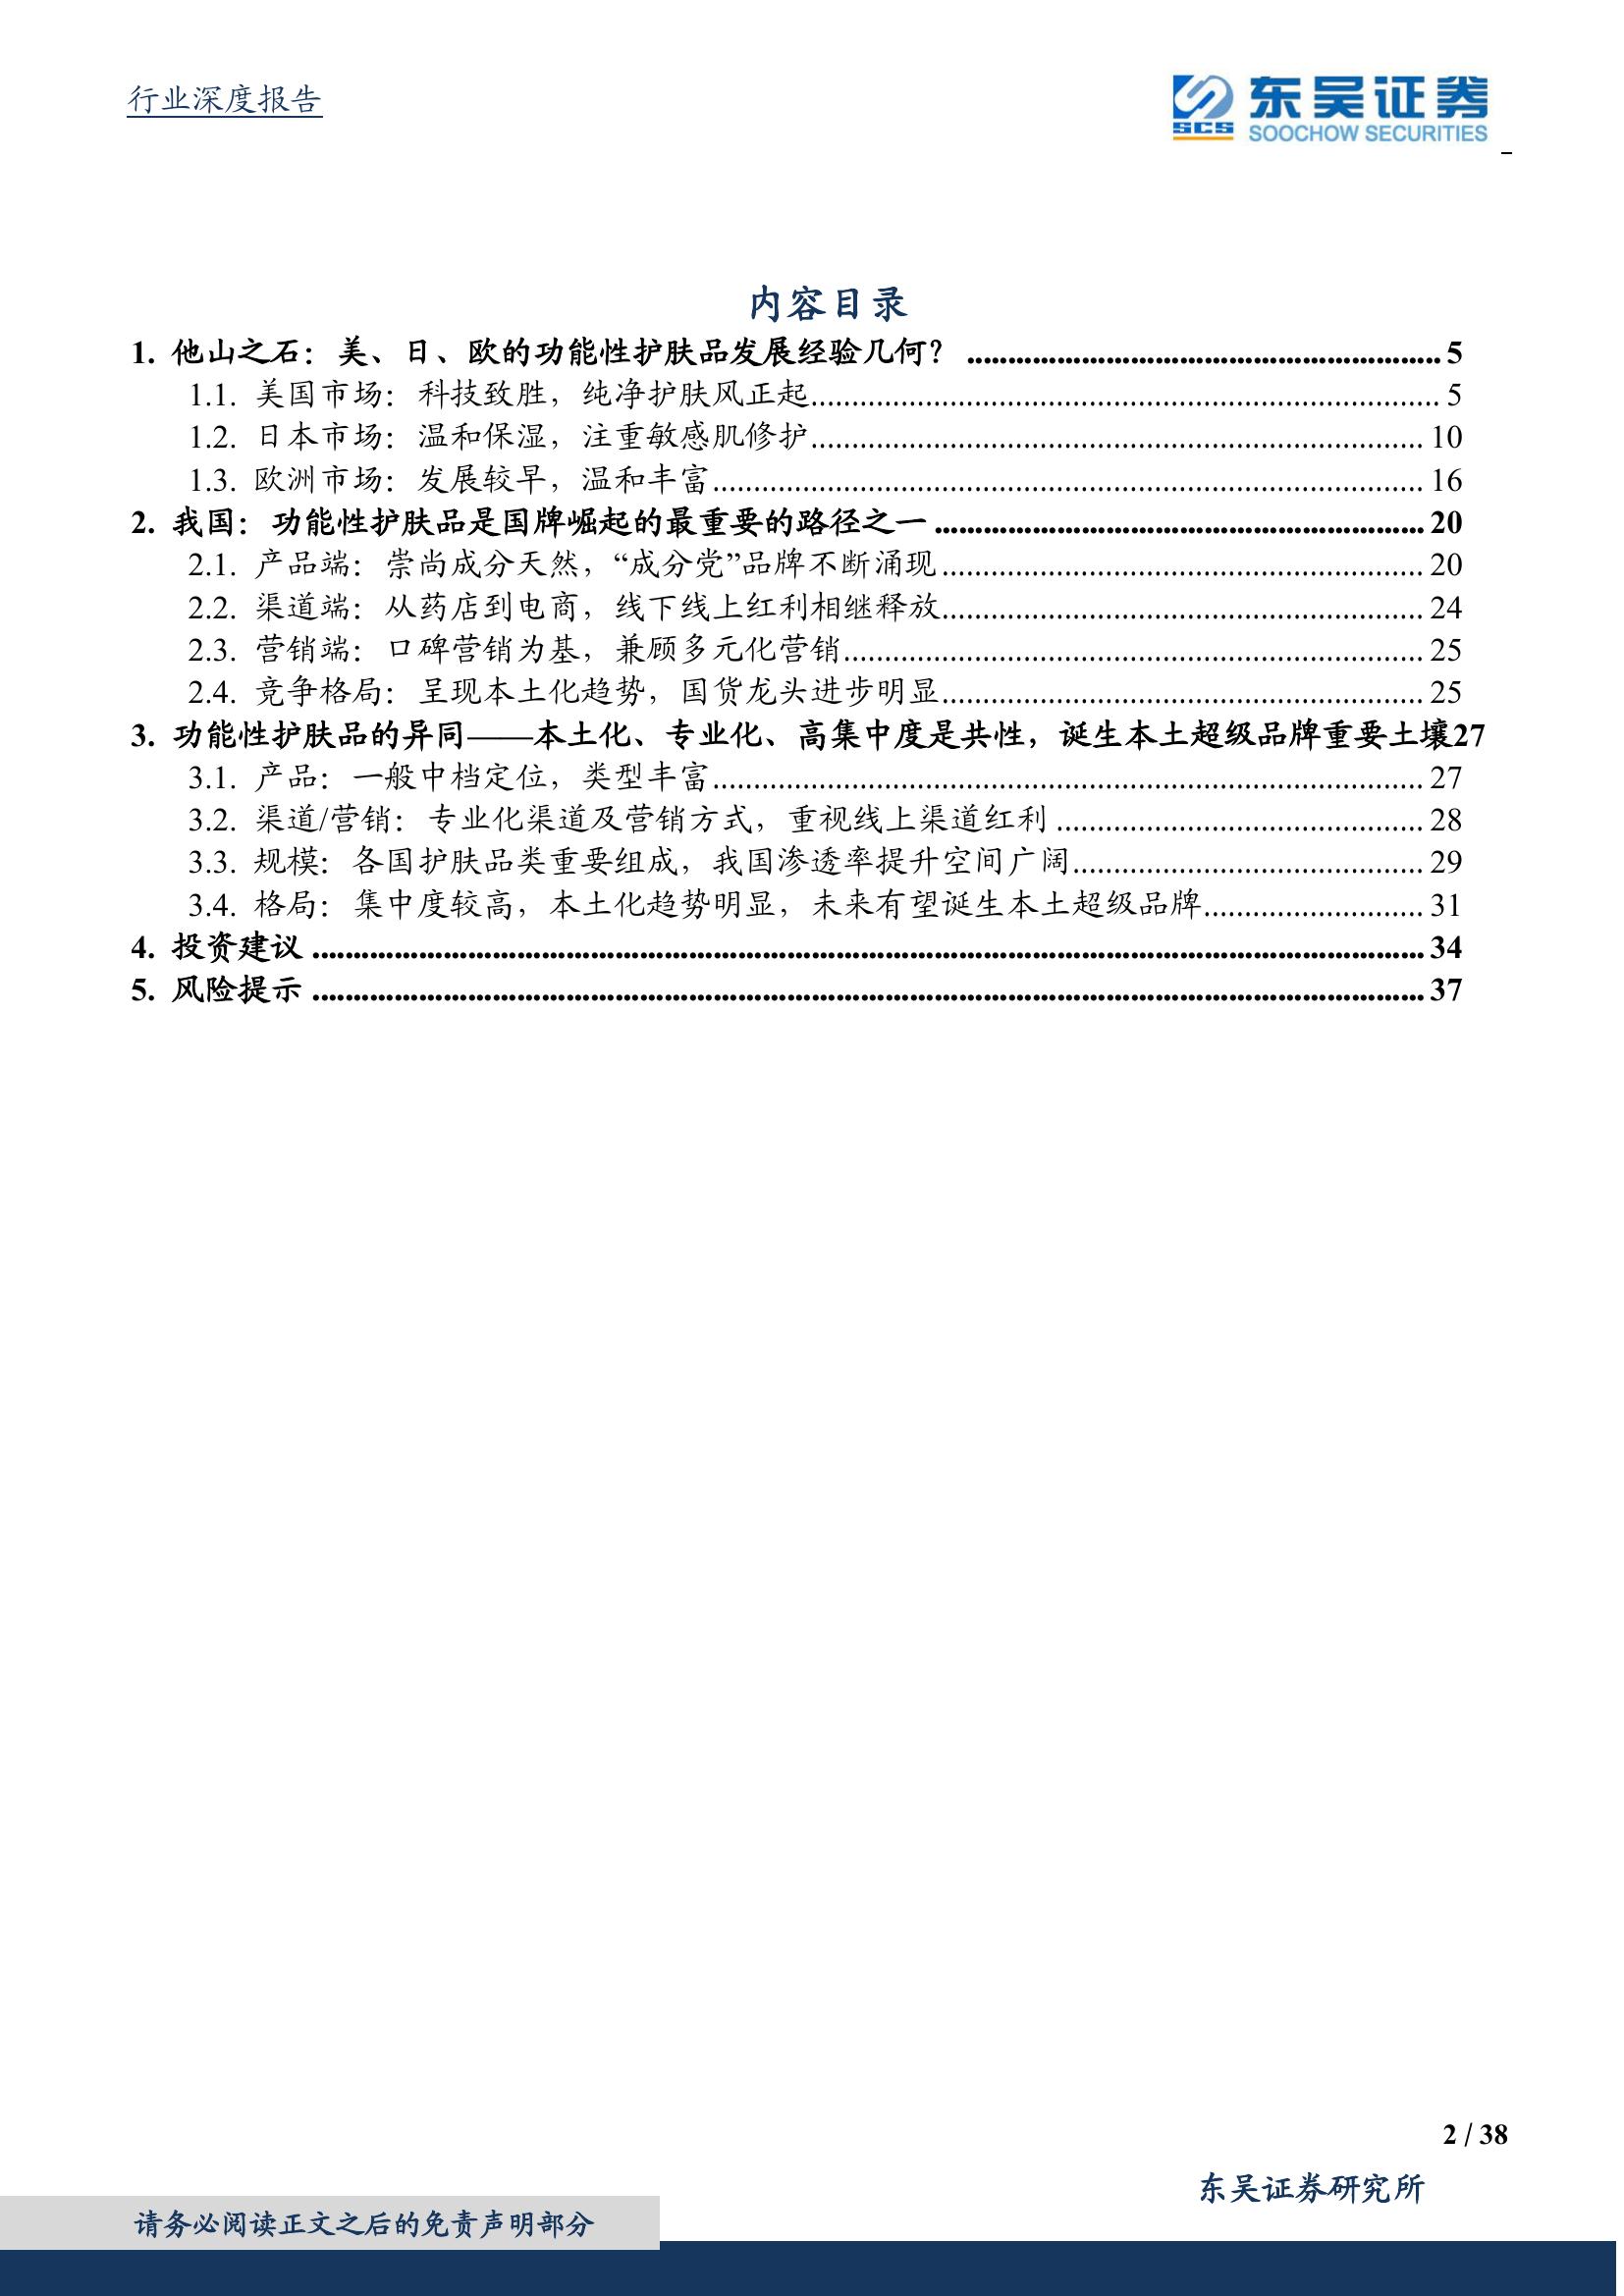 行业深度报告
SCS 东吴证券
SOOCHOW SECURITIES
内容目录
1. 他山之石：美、日、欧的功能性护肤品发展经验几何？ ........................................................ 5
1.1. 美国市场：科技致胜，纯净护肤风正起............................................................................. 5
1.2. 日本市场：温和保湿，注重敏感肌修护........................................................................... 10
1.3. 欧洲市场：发展较早，温和丰富....................................................................................... 16
2. 我国：功能性护肤品是国牌崛起的最重要的路径之一 .......................................................... 20
2.1. 产品端：崇尚成分天然，“成分党”品牌不断涌现........................................................... 20
2.2. 渠道端：从药店到电商，线下线上红利相继释放........................................................... 24
2.3. 营销端：口碑营销为基，兼顾多元化营销....................................................................... 25
2.4. 竞争格局：呈现本土化趋势，国货龙头进步明显........................................................... 25
3. 功能性护肤品的异同——本土化、专业化、高集中度是共性，诞生本土超级品牌重要土壤27
3.1. 产品：一般中档定位，类型丰富....................................................................................... 27
3.2. 渠道/营销：专业化渠道及营销方式，重视线上渠道红利 ............................................. 28
3.3. 规模：各国护肤品类重要组成，我国渗透率提升空间广阔........................................... 29
3.4. 格局：集中度较高，本土化趋势明显，未来有望诞生本土超级品牌........................... 31
4. 投资建议 ....................................................................................................................................... 34
5. 风险提示 ....................................................................................................................................... 37
2 / 38
东吴证券研究所
请务必阅读正文之后的免责声明部分